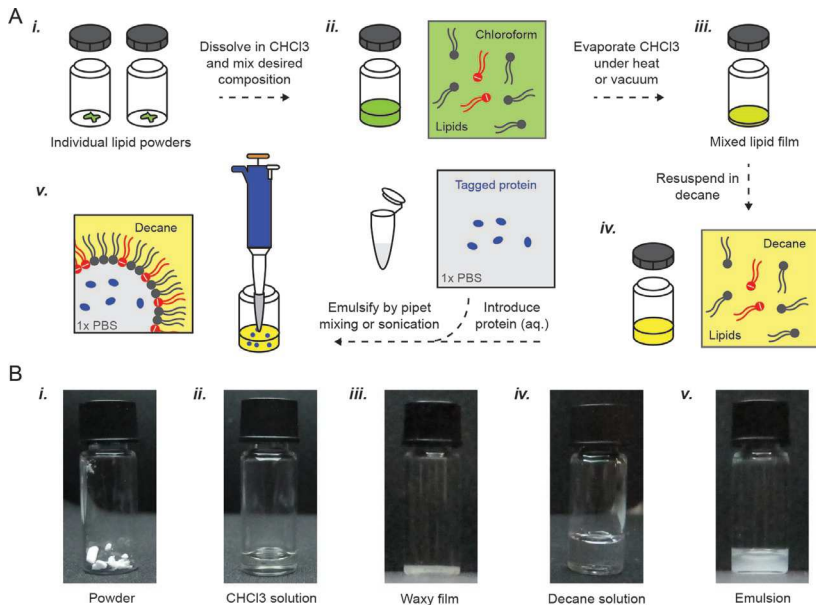 A
i.
Individual lipid powders
Dissolve in CHCl3
and mix desired
composition
ii.
Chloroform
Lipids
Evaporate CHCl3
under heat
or vacuum
iii.
Mixed lipid film
Resuspend in
decane
iv.
Decane
Lipids
Tagged protein
1x PBS
Introduce
protein (aq.)
Emulsify by pipet
mixing or sonication
v.
Decane
1x PBS
B
i.
Powder
ii.
CHCl3 solution
iii.
Waxy film
iv.
Decane solution
v.
Emulsion